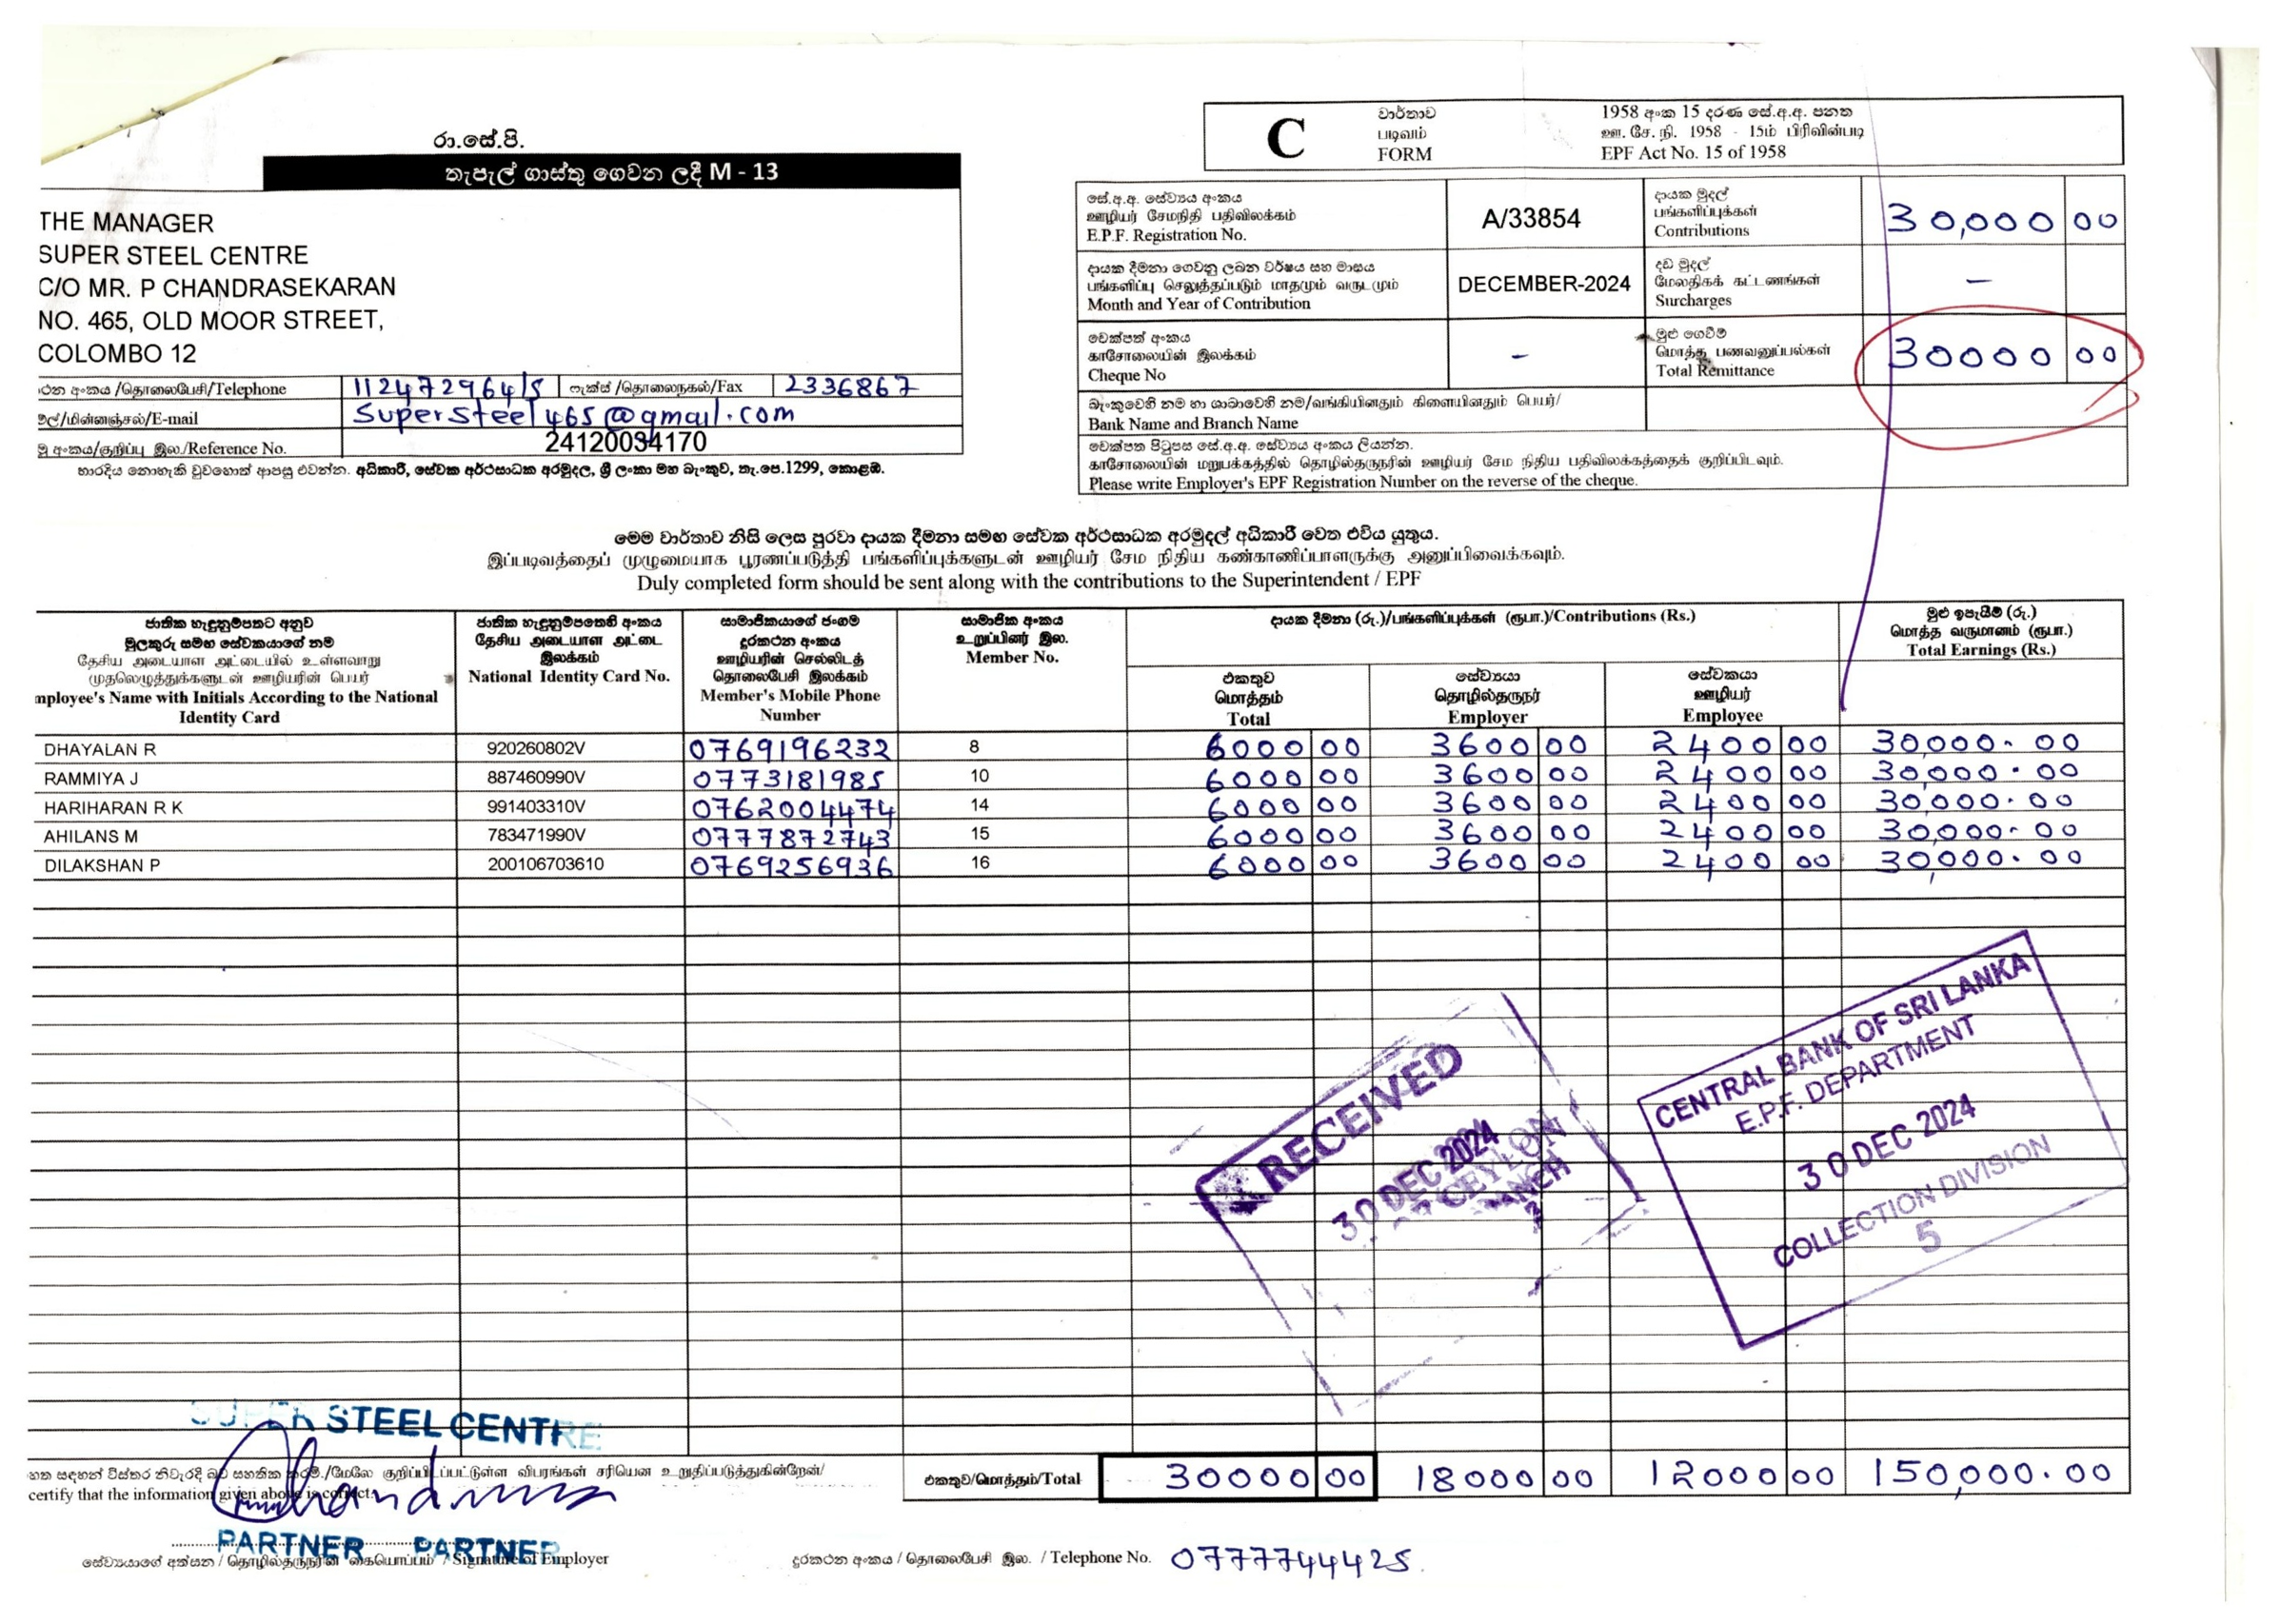 රා.සේ.පි.
තැපැල් ගාස්තු ගෙවන ලදී M - 13
THE MANAGER
SUPER STEEL CENTRE
C/O MR. P CHANDRASEKARAN
NO. 465, OLD MOOR STREET,
COLOMBO 12
රථන අංකය /தொலைபேசி/Telephone 112472964/5 ෆැක්ස් /தொலைநகல்/Fax 2336867
මේල්/மின்னஞ்சல்/E-mail Supersteel465@gmail.com
අංකය/குறிப்பு இல./Reference No. 24120034170
භාරදිය නොහැකි වුවහොත් ආපසු එවන්න. අධිකාරී, සේවක අර්ථසාධක අරමුදල, ශ්‍රී ලංකා මහ බැංකුව, තැ.පෙ.1299, කොළඹ.
C
වාර්තාව
படிவம்
FORM
1958 අංක 15 දරණ සේ.අ.අ. පනත
ஊ. சே. நி. 1958 - 15ம் பிரிவின்படி
EPF Act No. 15 of 1958
සේ.අ.අ. සේව්‍යය අංකය
ஊழியர் சேமநிதி பதிவிலக்கம்
E.P.F. Registration No.
A/33854
දායක මුදල්
பங்களிப்புக்கள்
Contributions
30,000 00
දායක දීමනා ගෙවනු ලබන වර්ෂය සහ මාසය
பங்களிப்பு செலுத்தப்படும் மாதமும் வருடமும்
Month and Year of Contribution
DECEMBER-2024
දඩ මුදල්
மேலதிகக் கட்டணங்கள்
Surcharges
–
චෙක්පත් අංකය
காசோலையின் இலக்கம்
Cheque No
–
මුළු ගෙවීම්
மொத்த பணவனுப்பல்கள்
Total Remittance
30000 00
බැංකුවෙහි නම හා ශාඛාවෙහි නම/வங்கியினதும் கிளையினதும் பெயர்/
Bank Name and Branch Name
චෙක්පත පිටුපස සේ.අ.අ. සේව්‍යය අංකය ලියන්න.
காசோலையின் மறுபக்கத்தில் தொழில்தருநரின் ஊழியர் சேம நிதிய பதிவிலக்கத்தைக் குறிப்பிடவும்.
Please write Employer's EPF Registration Number on the reverse of the cheque.
මෙම වාර්තාව නිසි ලෙස පුරවා දායක දීමනා සමඟ සේවක අර්ථසාධක අරමුදල් අධිකාරී වෙත එවිය යුතුය.
இப்படிவத்தைப் முழுமையாக பூரணப்படுத்தி பங்களிப்புக்களுடன் ஊழியர் சேம நிதிய கண்காணிப்பாளருக்கு அனுப்பிவைக்கவும்.
Duly completed form should be sent along with the contributions to the Superintendent / EPF
ජාතික හැඳුනුම්පතට අනුව
මුලකුරු සමඟ සේවකයාගේ නම
தேசிய அடையாள அட்டையில் உள்ளவாறு
முதலெழுத்துக்களுடன் ஊழியரின் பெயர்
mployee's Name with Initials According to the National
Identity Card
ජාතික හැඳුනුම්පතෙහි අංකය
தேசிய அடையாள அட்டை
இலக்கம்
National Identity Card No.
සාමාජිකයාගේ ජංගම
දුරකථන අංකය
ஊழியரின் செல்லிடத்
தொலைபேசி இலக்கம்
Member's Mobile Phone
Number
සාමාජික අංකය
உறுப்பினர் இல.
Member No.
දායක දීමනා (රු.)/பங்களிப்புக்கள் (ரூபா.)/Contributions (Rs.)
එකතුව
மொத்தம்
Total
සේව්‍යයා
தொழில்தருநர்
Employer
සේවකයා
ஊழியர்
Employee
මුළු ඉපැයීම් (රු.)
மொத்த வருமானம் (ரூபா.)
Total Earnings (Rs.)
DHAYALAN R 920260802V 0769196232 8 6000 00 3600 00 2400 00 30,000.00
RAMMIYA J 887460990V 0773181985 10 6000 00 3600 00 2400 00 30,000.00
HARIHARAN R K 991403310V 0762004474 14 6000 00 3600 00 2400 00 30,000.00
AHILANS M 783471990V 0777872743 15 6000 00 3600 00 2400 00 30,000.00
DILAKSHAN P 200106703610 0769256936 16 6000 00 3600 00 2400 00 30,000.00
RECEIVED
30 DEC 2024
CEYLON
CENTRAL BANK OF SRI LANKA
E.P.F. DEPARTMENT
30 DEC 2024
COLLECTION DIVISION
5
SUPER STEEL CENTRE
සඳහන් විස්තර නිවැරදි බව සහතික කරමි./மேலே குறிப்பிடப்பட்டுள்ள விபரங்கள் சரியென உறுதிப்படுத்துகின்றேன்/
certify that the information given above is correct.
එකතුව/மொத்தம்/Total 30000 00 18000 00 12000 00 150,000.00
PARTNER PARTNER
සේව්‍යයාගේ අත්සන / தொழில்தருநரின் கையொப்பம் / Signature of Employer
දුරකථන අංකය / தொலைபேசி இல. / Telephone No. 0777744425